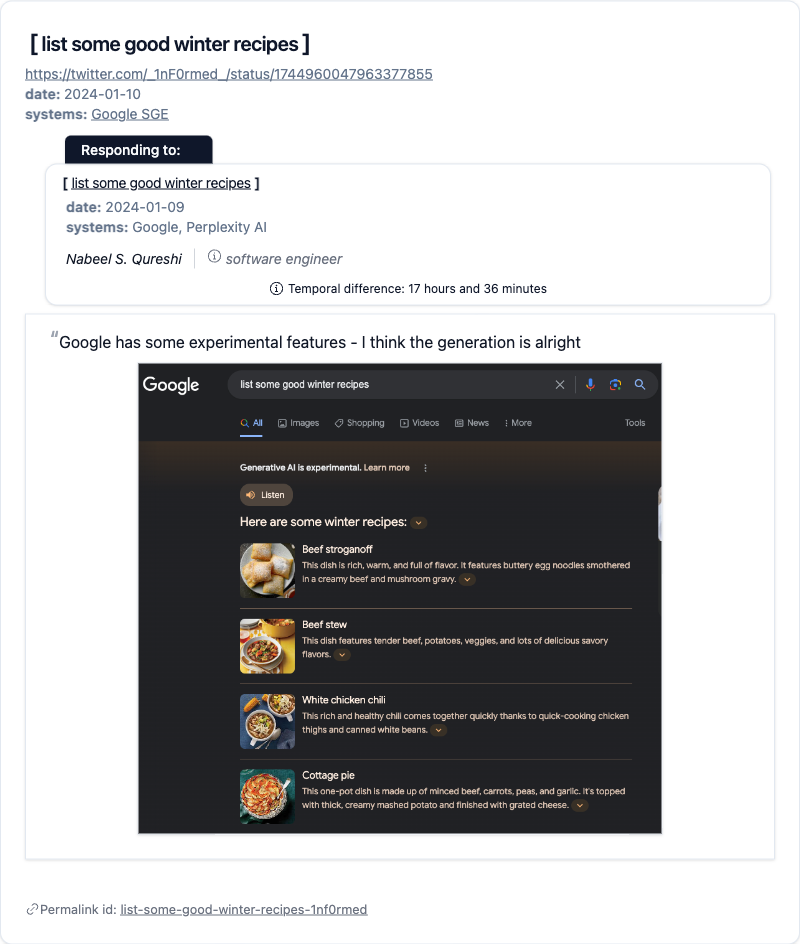 [ list some good winter recipes ]
https://twitter.com/_1nF0rmed_/status/1744960047963377855
date: 2024-01-10
systems: Google SGE
Responding to:
[ list some good winter recipes ]
date: 2024-01-09
systems: Google, Perplexity AI
Nabeel S. Qureshi software engineer
Temporal difference: 17 hours and 36 minutes
“Google has some experimental features - I think the generation is alright
Google list some good winter recipes
All Images Shopping Videos News More Tools
Generative AI is experimental. Learn more
Listen
Here are some winter recipes:
Beef stroganoff
This dish is rich, warm, and full of flavor. It features buttery egg noodles smothered
in a creamy beef and mushroom gravy.
Beef stew
This dish features tender beef, potatoes, veggies, and lots of delicious savory
flavors.
White chicken chili
This rich and healthy chili comes together quickly thanks to quick-cooking chicken
thighs and canned white beans.
Cottage pie
This one-pot dish is made up of minced beef, carrots, peas, and garlic. it's topped
with thick, creamy mashed potato and finished with grated cheese.
Permalink id: list-some-good-winter-recipes-1nf0rmed